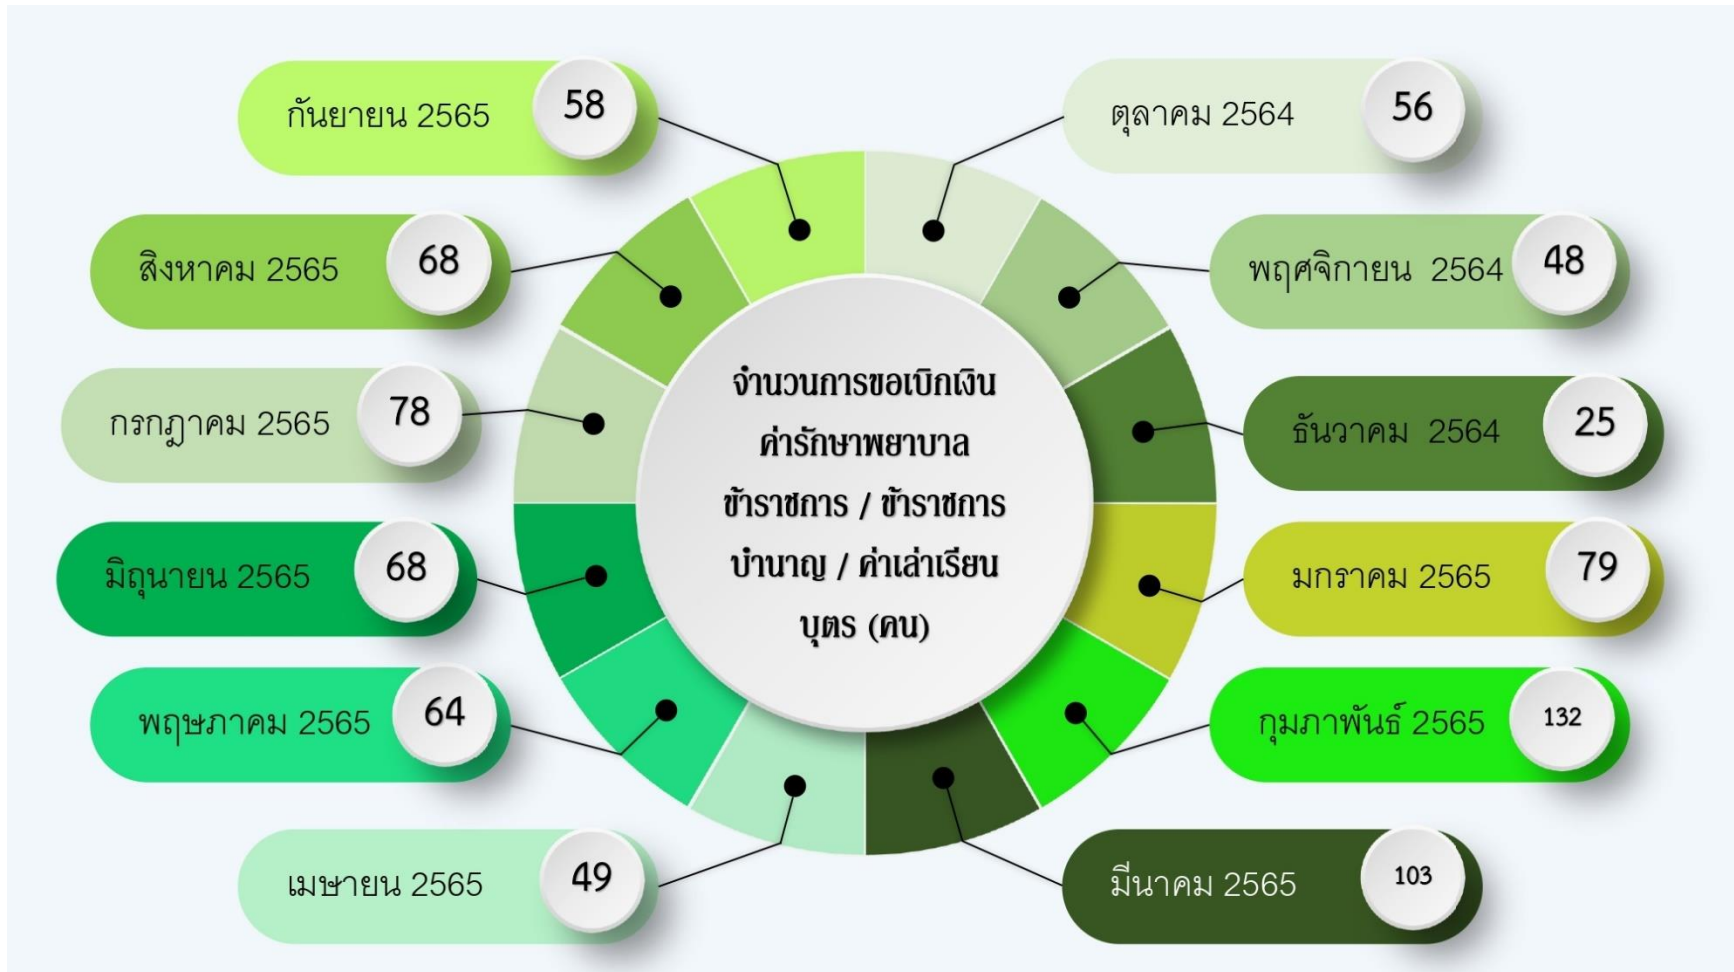 จำนวนการขอเบิกเงิน
ค่ารักษาพยาบาล
ข้าราชการ / ข้าราชการ
บำนาญ / ค่าเล่าเรียน
บุตร (คน)
ตุลาคม 2564 56
พฤศจิกายน 2564 48
ธันวาคม 2564 25
มกราคม 2565 79
กุมภาพันธ์ 2565 132
มีนาคม 2565 103
เมษายน 2565 49
พฤษภาคม 2565 64
มิถุนายน 2565 68
กรกฎาคม 2565 78
สิงหาคม 2565 68
กันยายน 2565 58